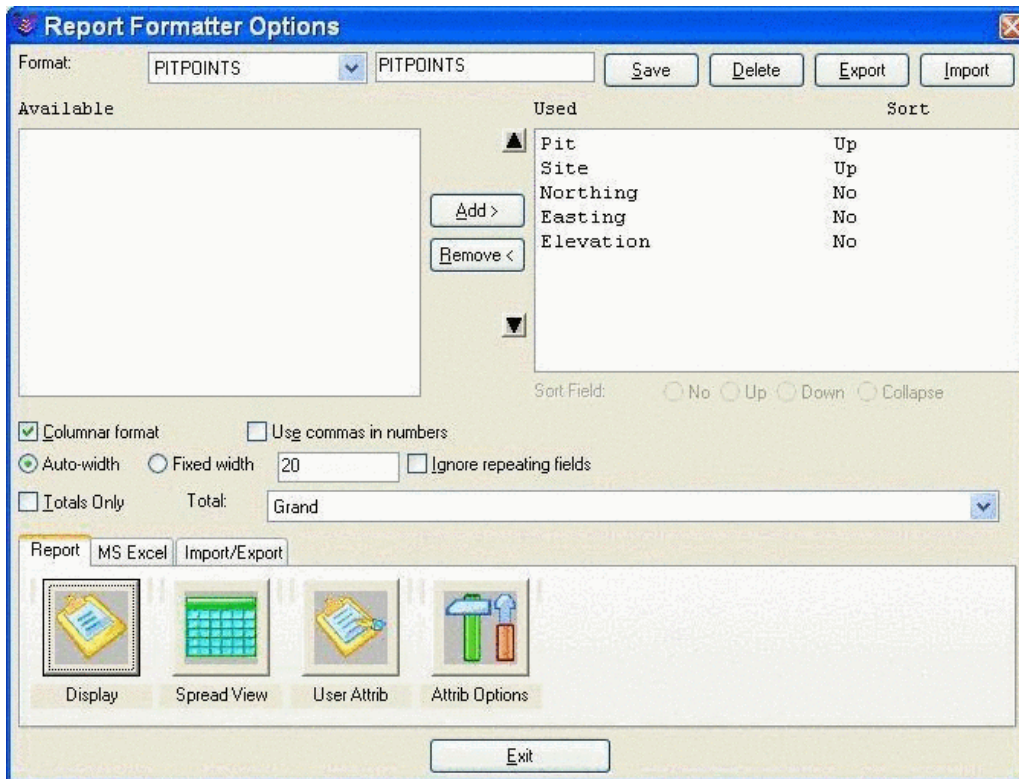 Report Formatter Options
Format: PITPOINTS PITPOINTS Save Delete Export Import
Available Used Sort
Pit Up
Site Up
Northing No
Add > Easting No
Remove < Elevation No
Sort Field: No Up Down Collapse
Columnar format Use commas in numbers
Auto-width Fixed width 20 Ignore repeating fields
Totals Only Total: Grand
Report MS Excel Import/Export
Display Spread View User Attrib Attrib Options
Exit